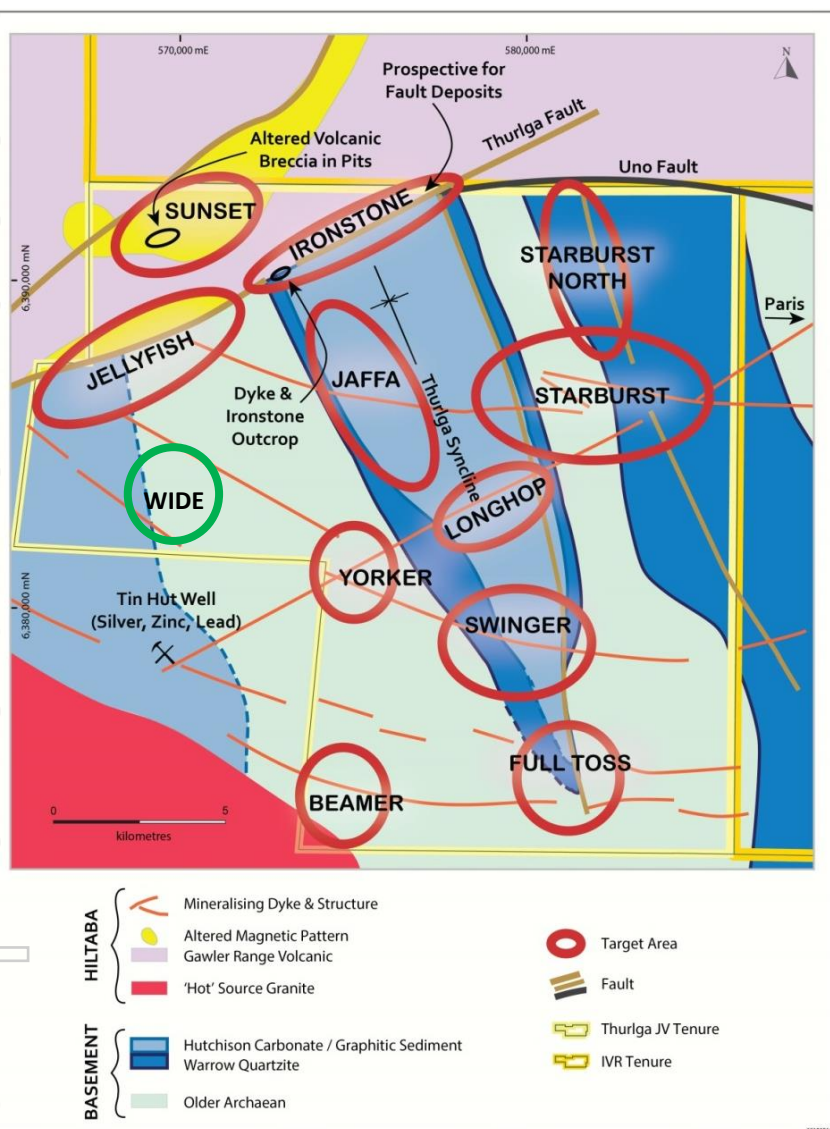 570,000 mE
580,000 mE
N
Prospective for
Fault Deposits
Thurlga Fault
Altered Volcanic
Breccia in Pits
Uno Fault
SUNSET
IRONSTONE
STARBURST
NORTH
6,390,000 mN
Paris
JELLYFISH
JAFFA
Dyke &
Ironstone
Outcrop
Thurlga Syncline
STARBURST
WIDE
LONGHOP
YORKER
6,380,000 mN
Tin Hut Well
(Silver, Zinc, Lead)
SWINGER
FULL TOSS
BEAMER
0 5
kilometres
HILTABA
Mineralising Dyke & Structure
Altered Magnetic Pattern
Gawler Range Volcanic
'Hot' Source Granite
BASEMENT
Hutchison Carbonate / Graphitic Sediment
Warrow Quartzite
Older Archaean
Target Area
Fault
Thurlga JV Tenure
IVR Tenure